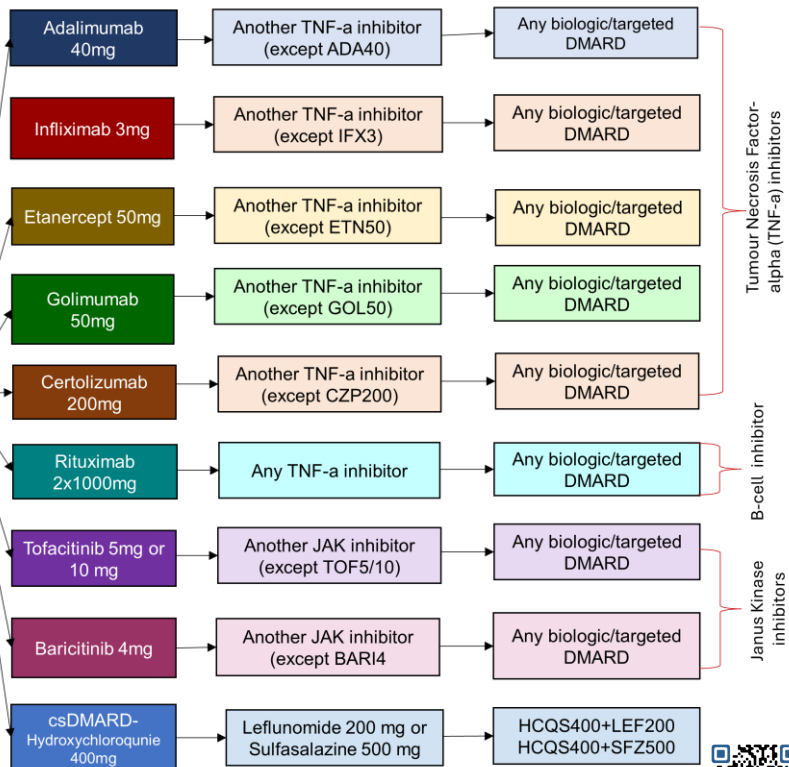 Adalimumab
40mg
Another TNF-a inhibitor
(except ADA40)
Any biologic/targeted
DMARD
Infliximab 3mg
Another TNF-a inhibitor
(except IFX3)
Any biologic/targeted
DMARD
Etanercept 50mg
Another TNF-a inhibitor
(except ETN50)
Any biologic/targeted
DMARD
Golimumab
50mg
Another TNF-a inhibitor
(except GOL50)
Any biologic/targeted
DMARD
Certolizumab
200mg
Another TNF-a inhibitor
(except CZP200)
Any biologic/targeted
DMARD
Tumour Necrosis Factor-
alpha (TNF-a) inhibitors
Rituximab
2x1000mg
Any TNF-a inhibitor
Any biologic/targeted
DMARD
B-cell inhibitor
Tofacitinib 5mg or
10 mg
Another JAK inhibitor
(except TOF5/10)
Any biologic/targeted
DMARD
Baricitinib 4mg
Another JAK inhibitor
(except BARI4
Any biologic/targeted
DMARD
Janus Kinase
inhibitors
csDMARD-
Hydroxychloroqunie
400mg
Leflunomide 200 mg or
Sulfasalazine 500 mg
HCQS400+LEF200
HCQS400+SFZ500